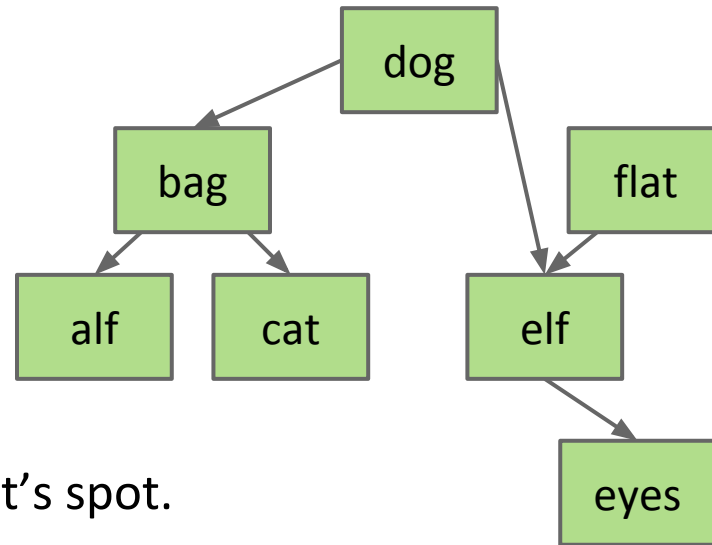 dog
bag
flat
alf
cat
elf
t’s spot.
eyes